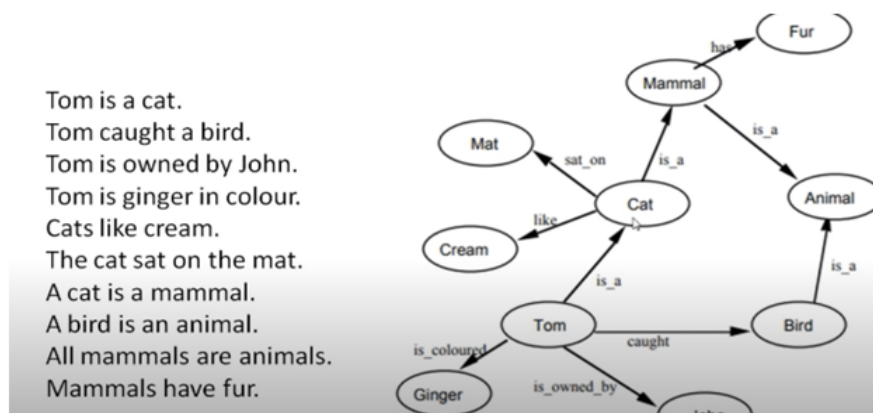 Tom is a cat.
Tom caught a bird.
Tom is owned by John.
Tom is ginger in colour.
Cats like cream.
The cat sat on the mat.
A cat is a mammal.
A bird is an animal.
All mammals are animals.
Mammals have fur.
Fur
has
Mammal
is_a
Mat
sat_on
is_a
Cat
Animal
like
Cream
is_a
is_a
Tom
caught
Bird
is_coloured
is_owned_by
Ginger